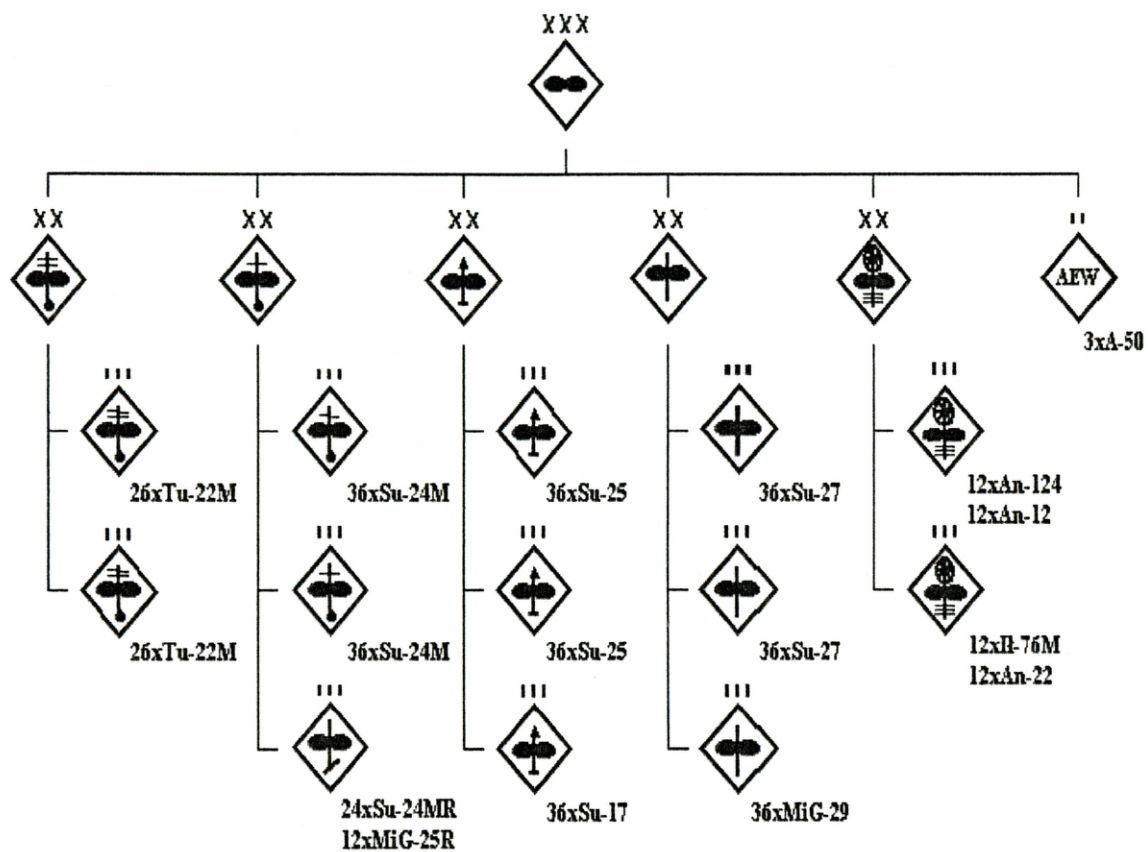 XXX
XX XX XX XX XX II
AEW
3xA-50
III III III III III
26xTu-22M 36xSu-24M 36xSu-25 36xSu-27 12xAn-124
12xAn-12
III III III III III
26xTu-22M 36xSu-24M 36xSu-25 36xSu-27 12xIl-76M
12xAn-22
III III III
24xSu-24MR 36xSu-17 36xMiG-29
12xMiG-25R